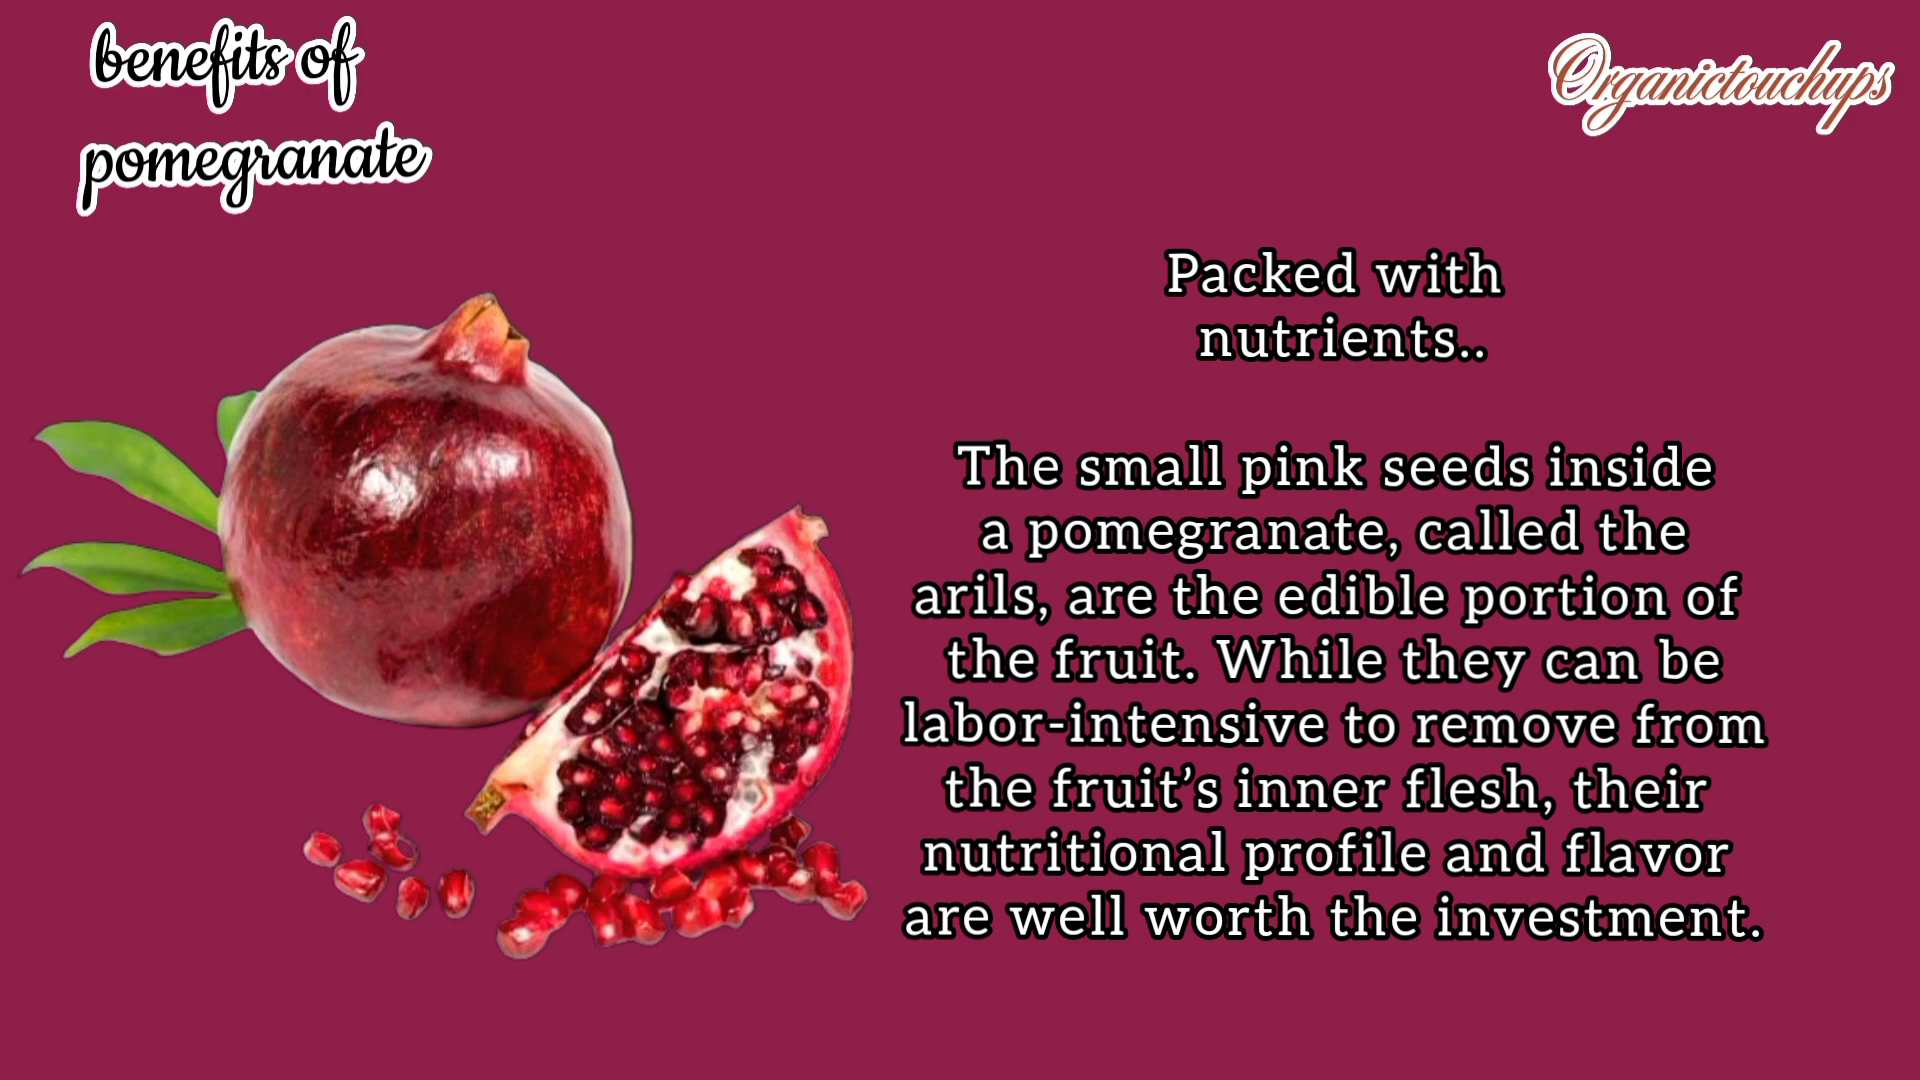 benefits of
pomegranate
Organictouchups
Packed with
nutrients..
The small pink seeds inside
a pomegranate, called the
arils, are the edible portion of
the fruit. While they can be
labor-intensive to remove from
the fruit’s inner flesh, their
nutritional profile and flavor
are well worth the investment.